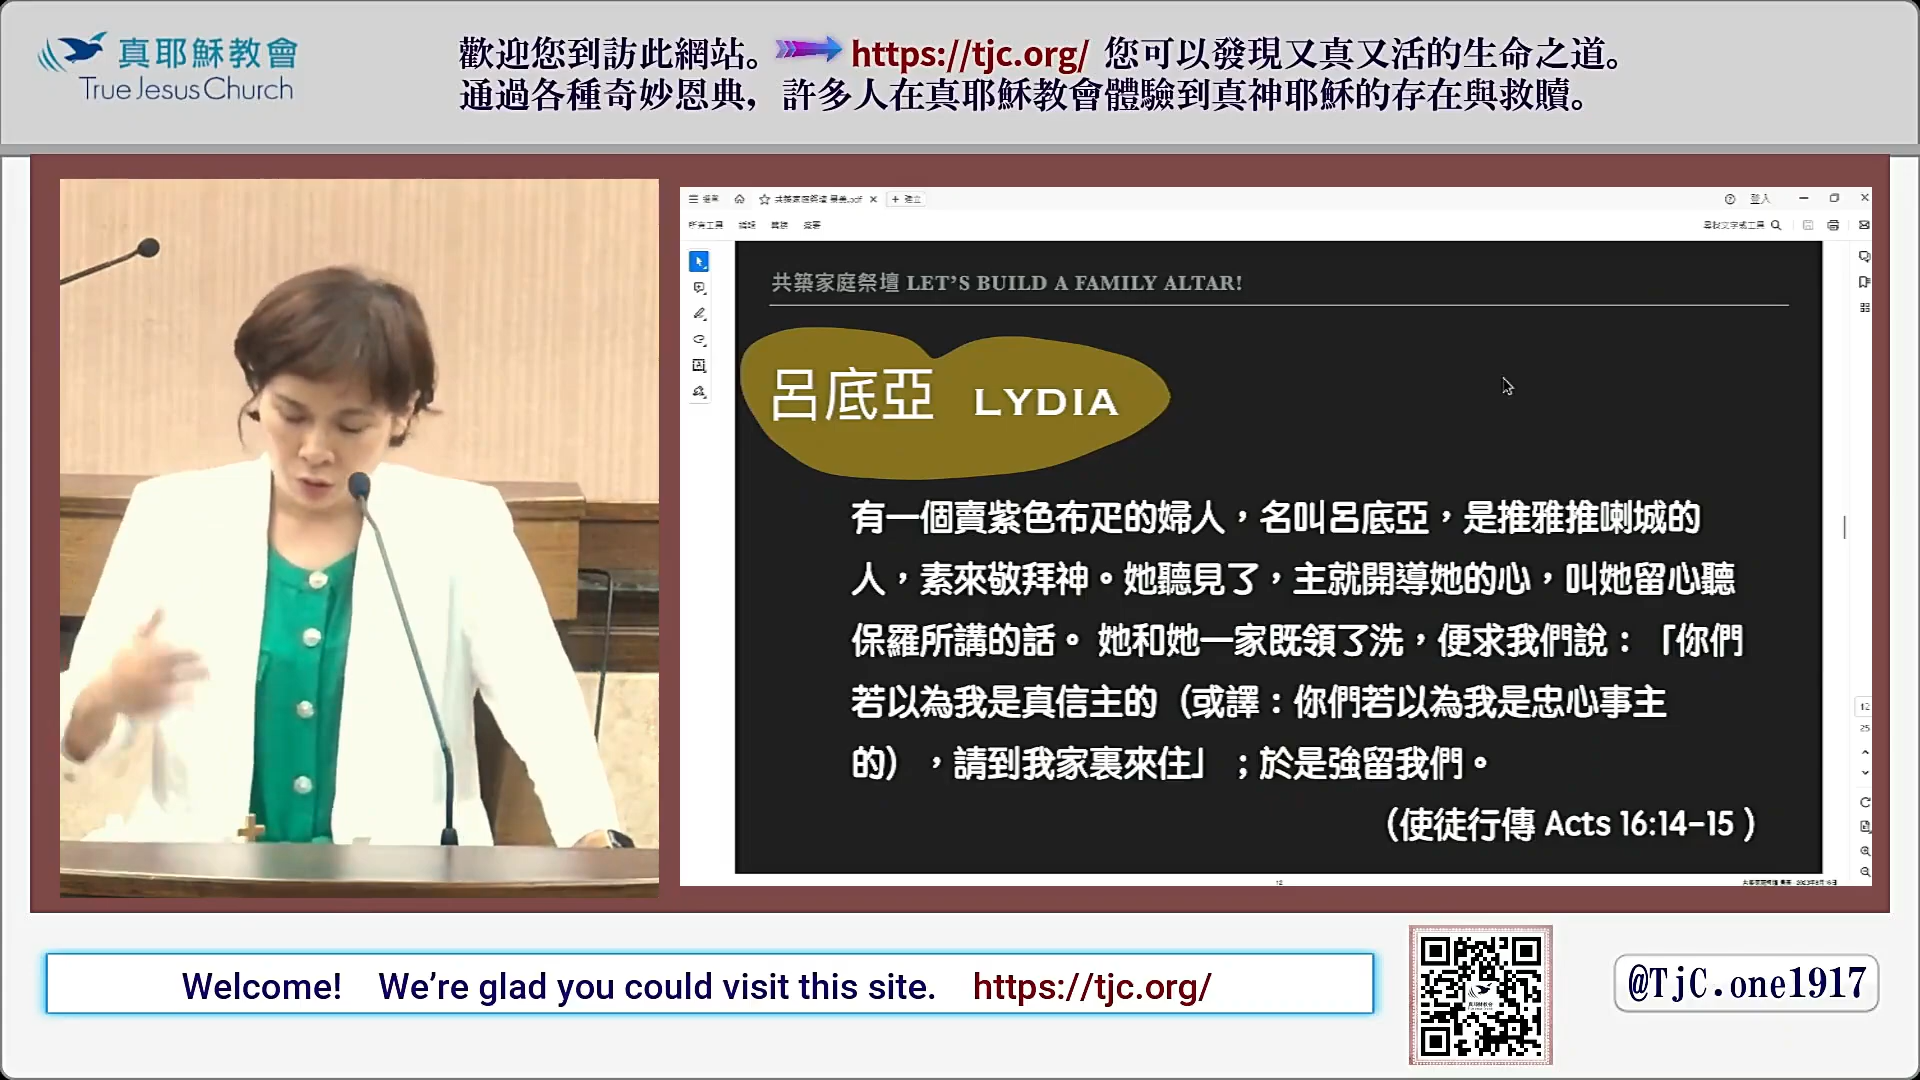 真耶穌教會
True Jesus Church
歡迎您到訪此網站。 https://tjc.org/ 您可以發現又真又活的生命之道。
通過各種奇妙恩典，許多人在真耶穌教會體驗到真神耶穌的存在與救贖。
共築家庭祭壇 LET’S BUILD A FAMILY ALTAR!
呂底亞 LYDIA
有一個賣紫色布疋的婦人，名叫呂底亞，是推雅推喇城的
人，素來敬拜神。她聽見了，主就開導她的心，叫她留心聽
保羅所講的話。 她和她一家既領了洗，便求我們說：「你們
若以為我是真信主的（或譯：你們若以為我是忠心事主
的），請到我家裏來住」；於是強留我們。
（使徒行傳 Acts 16:14-15 ）
12
25
12
Welcome! We’re glad you could visit this site. https://tjc.org/
@TjC.one1917